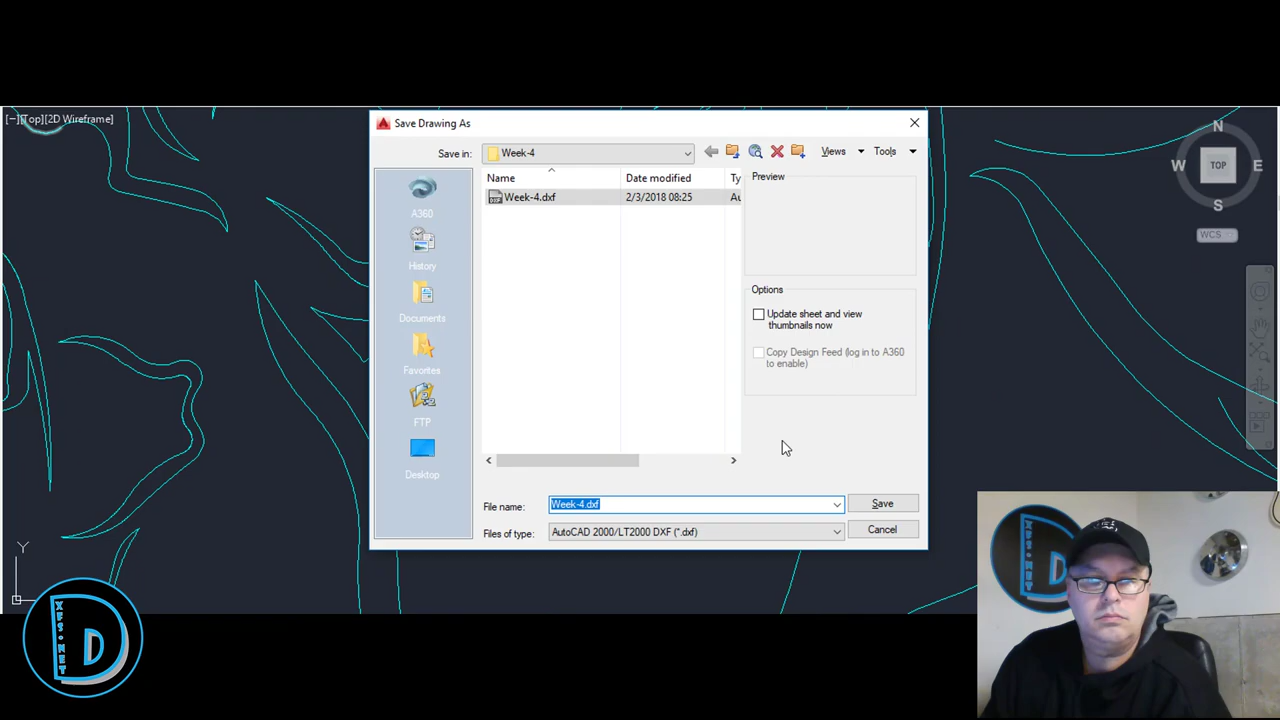 [−][Top][2D Wireframe]
Save Drawing As
Save in:
Week-4
Views
Tools
Name
Date modified
Ty
Week-4.dxf
2/3/2018 08:25
Au
A360
History
Documents
Favorites
FTP
Desktop
Preview
Options
Update sheet and view
thumbnails now
Copy Design Feed (log in to A360
to enable)
File name:
Week-4.dxf
Save
Files of type:
AutoCAD 2000/LT2000 DXF (*.dxf)
Cancel
N
W
TOP
E
S
WCS
Y
D
XFS.NET
D